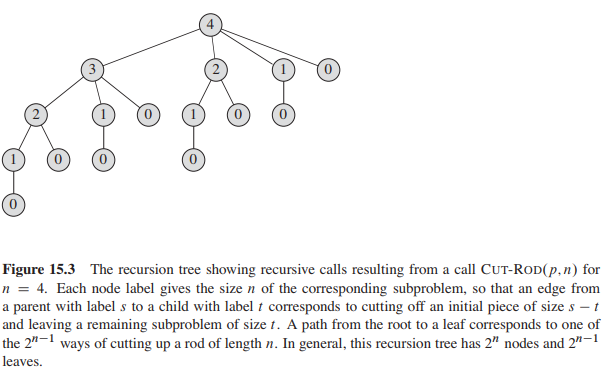 4
3 2 1 0
2 1 0 1 0 0
1 0 0 0
0
Figure 15.3 The recursion tree showing recursive calls resulting from a call CUT-ROD(p, n) for
n = 4. Each node label gives the size n of the corresponding subproblem, so that an edge from
a parent with label s to a child with label t corresponds to cutting off an initial piece of size s − t
and leaving a remaining subproblem of size t. A path from the root to a leaf corresponds to one of
the 2ⁿ⁻¹ ways of cutting up a rod of length n. In general, this recursion tree has 2ⁿ nodes and 2ⁿ⁻¹
leaves.